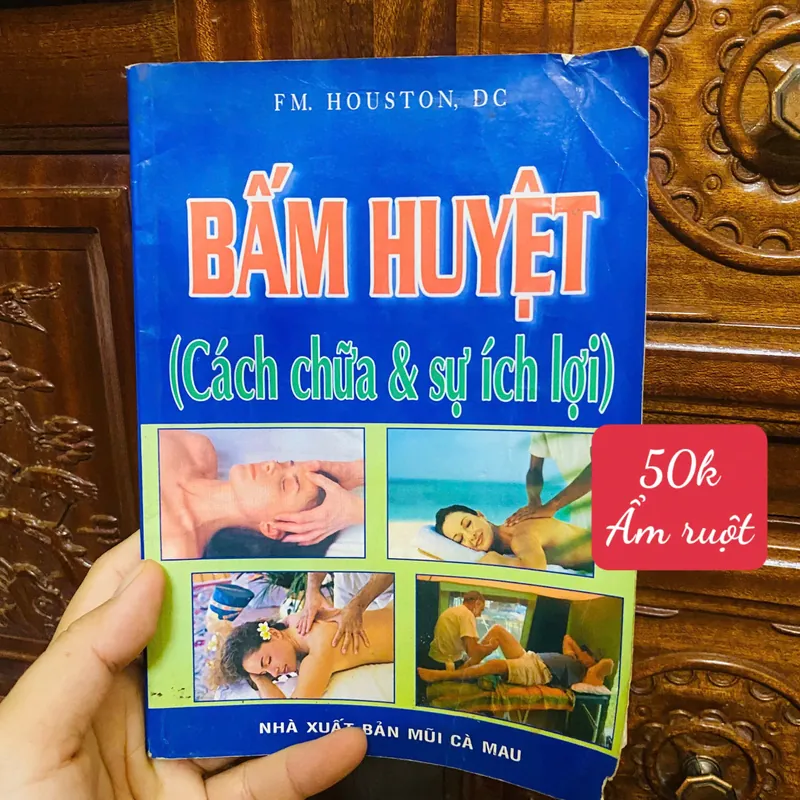 FM. HOUSTON, DC
BẤM HUYỆT
(Cách chữa & sự ích lợi)
50k
Ẩm ruột
NHÀ XUẤT BẢN MŨI CÀ MAU